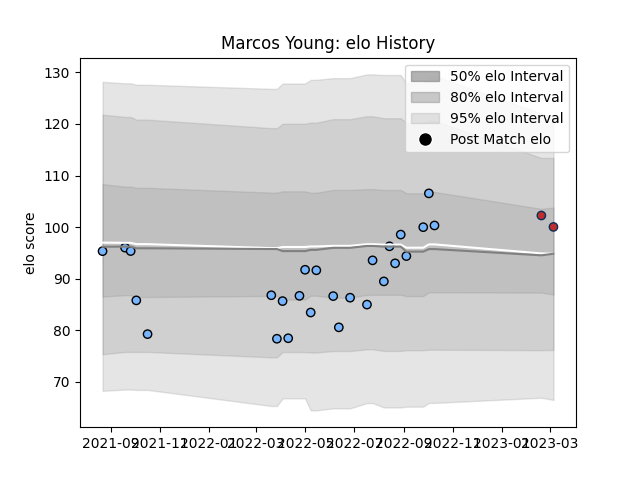 Marcos Young: elo History
50% elo Interval
80% elo Interval
95% elo Interval
Post Match elo
elo score
130
120
110
100
90
80
70
2021-09 2021-11 2022-01 2022-03 2022-05 2022-07 2022-09 2022-11 2023-01 2023-03